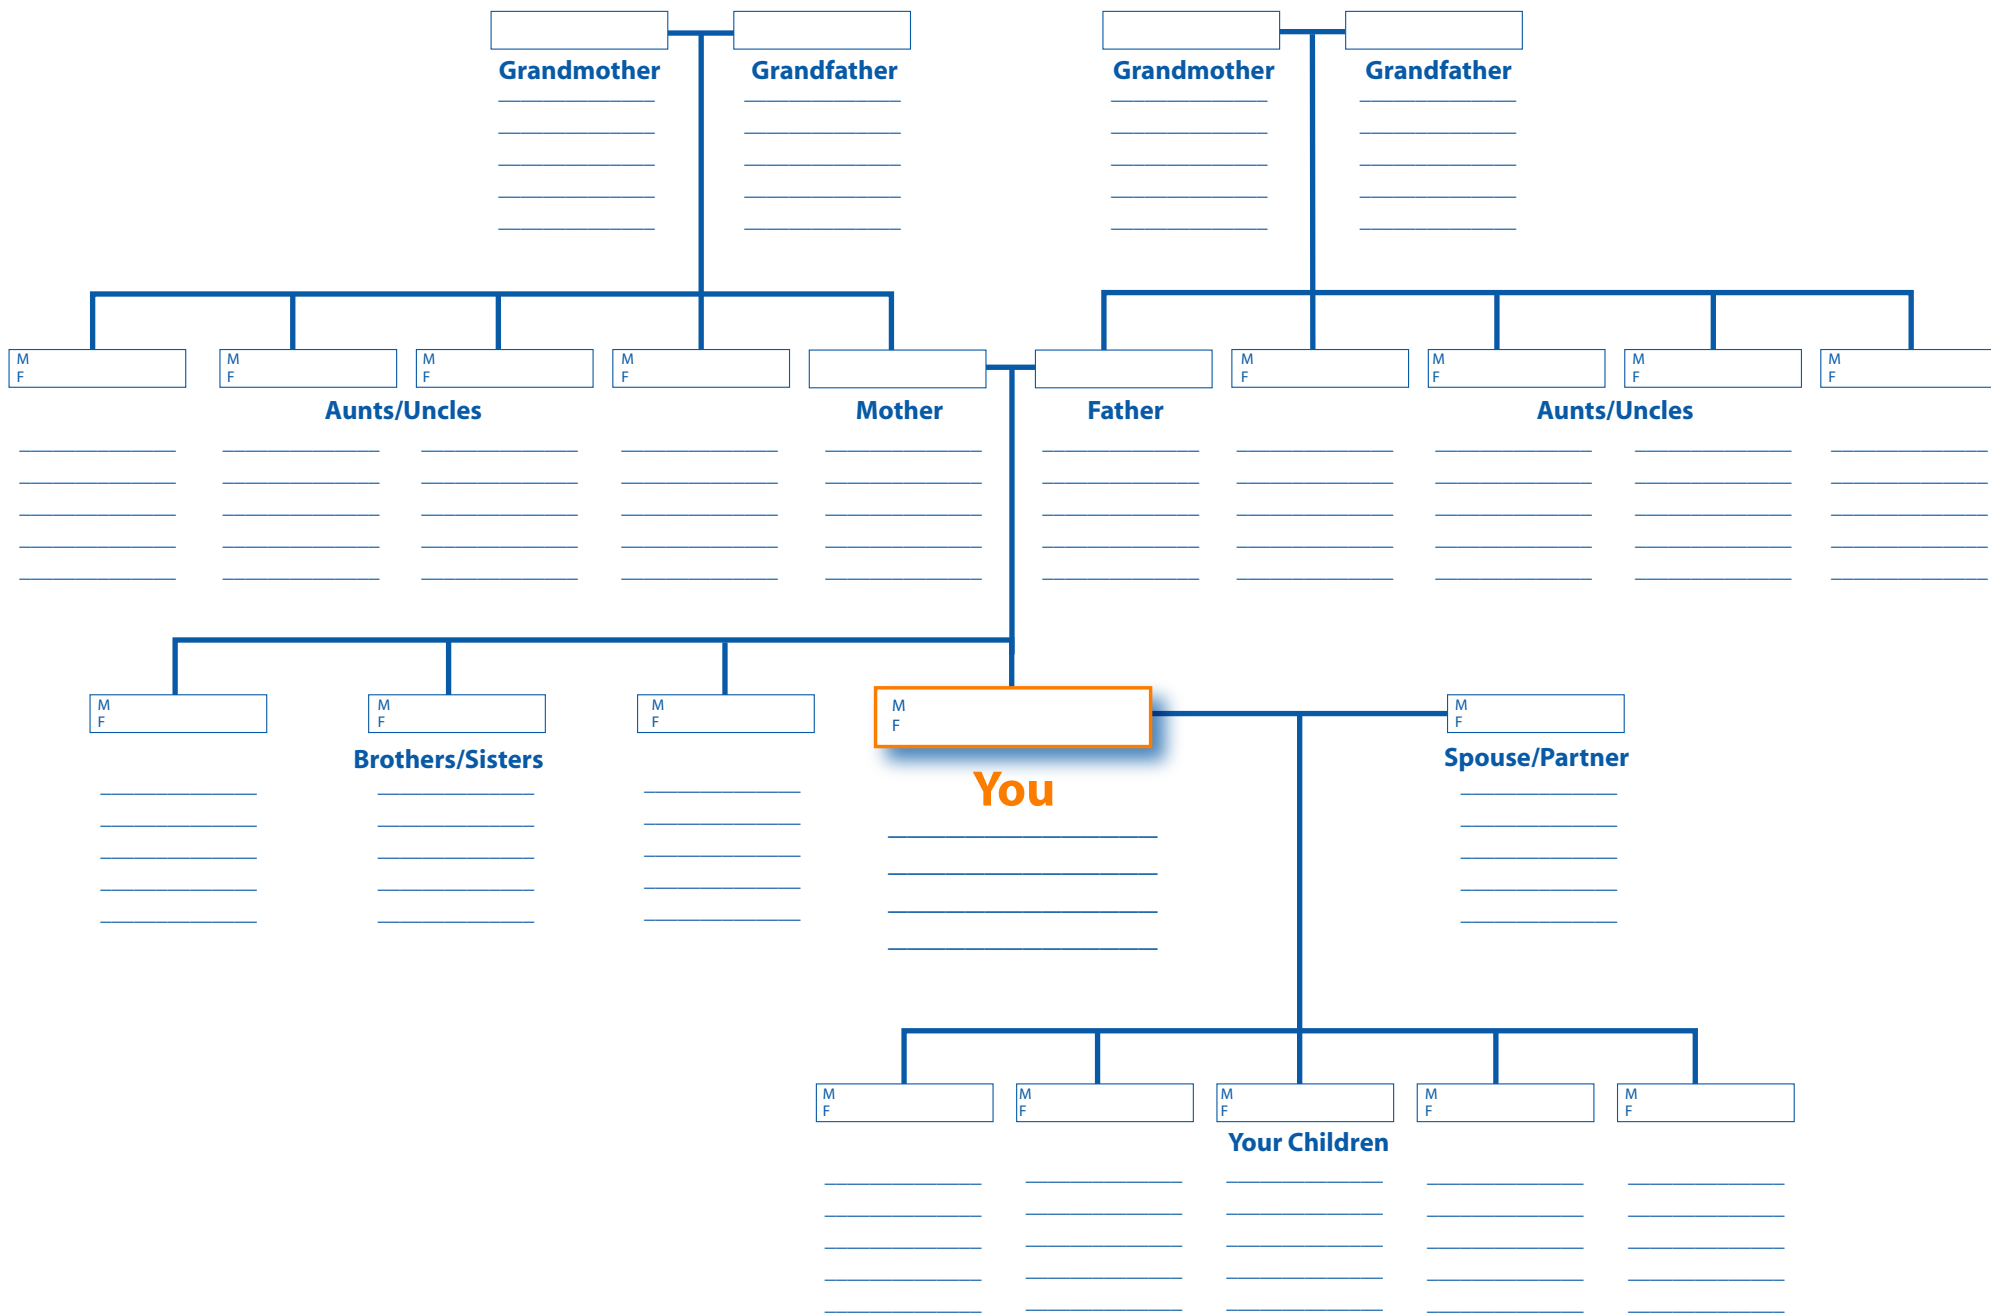 Grandmother Grandfather Grandmother Grandfather
M M M M M M M M
F F F F F F F F
Aunts/Uncles Mother Father Aunts/Uncles
M M M M M
F F F F F
Brothers/Sisters You Spouse/Partner
M M M M M
F F F F F
Your Children